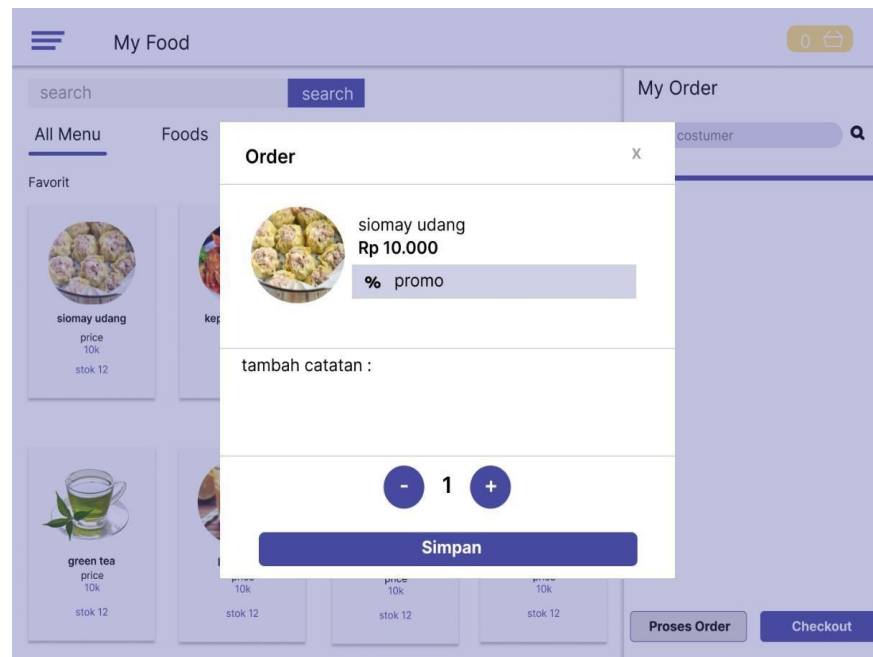 My Food
0
search
search
My Order
All Menu
Foods
costumer
Favorit
Order
X
siomay udang
Rp 10.000
% promo
siomay udang
price
10k
stok 12
tambah catatan :
- 1 +
Simpan
green tea
price
10k
stok 12
price
10k
stok 12
price
10k
stok 12
price
10k
stok 12
Proses Order
Checkout